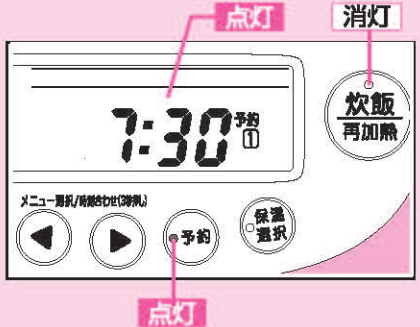 点灯
消灯
7:30
予約
1
炊飯
再加熱
メニュー選択/時刻合わせ(3秒押し)
予約
保温
選択
点灯